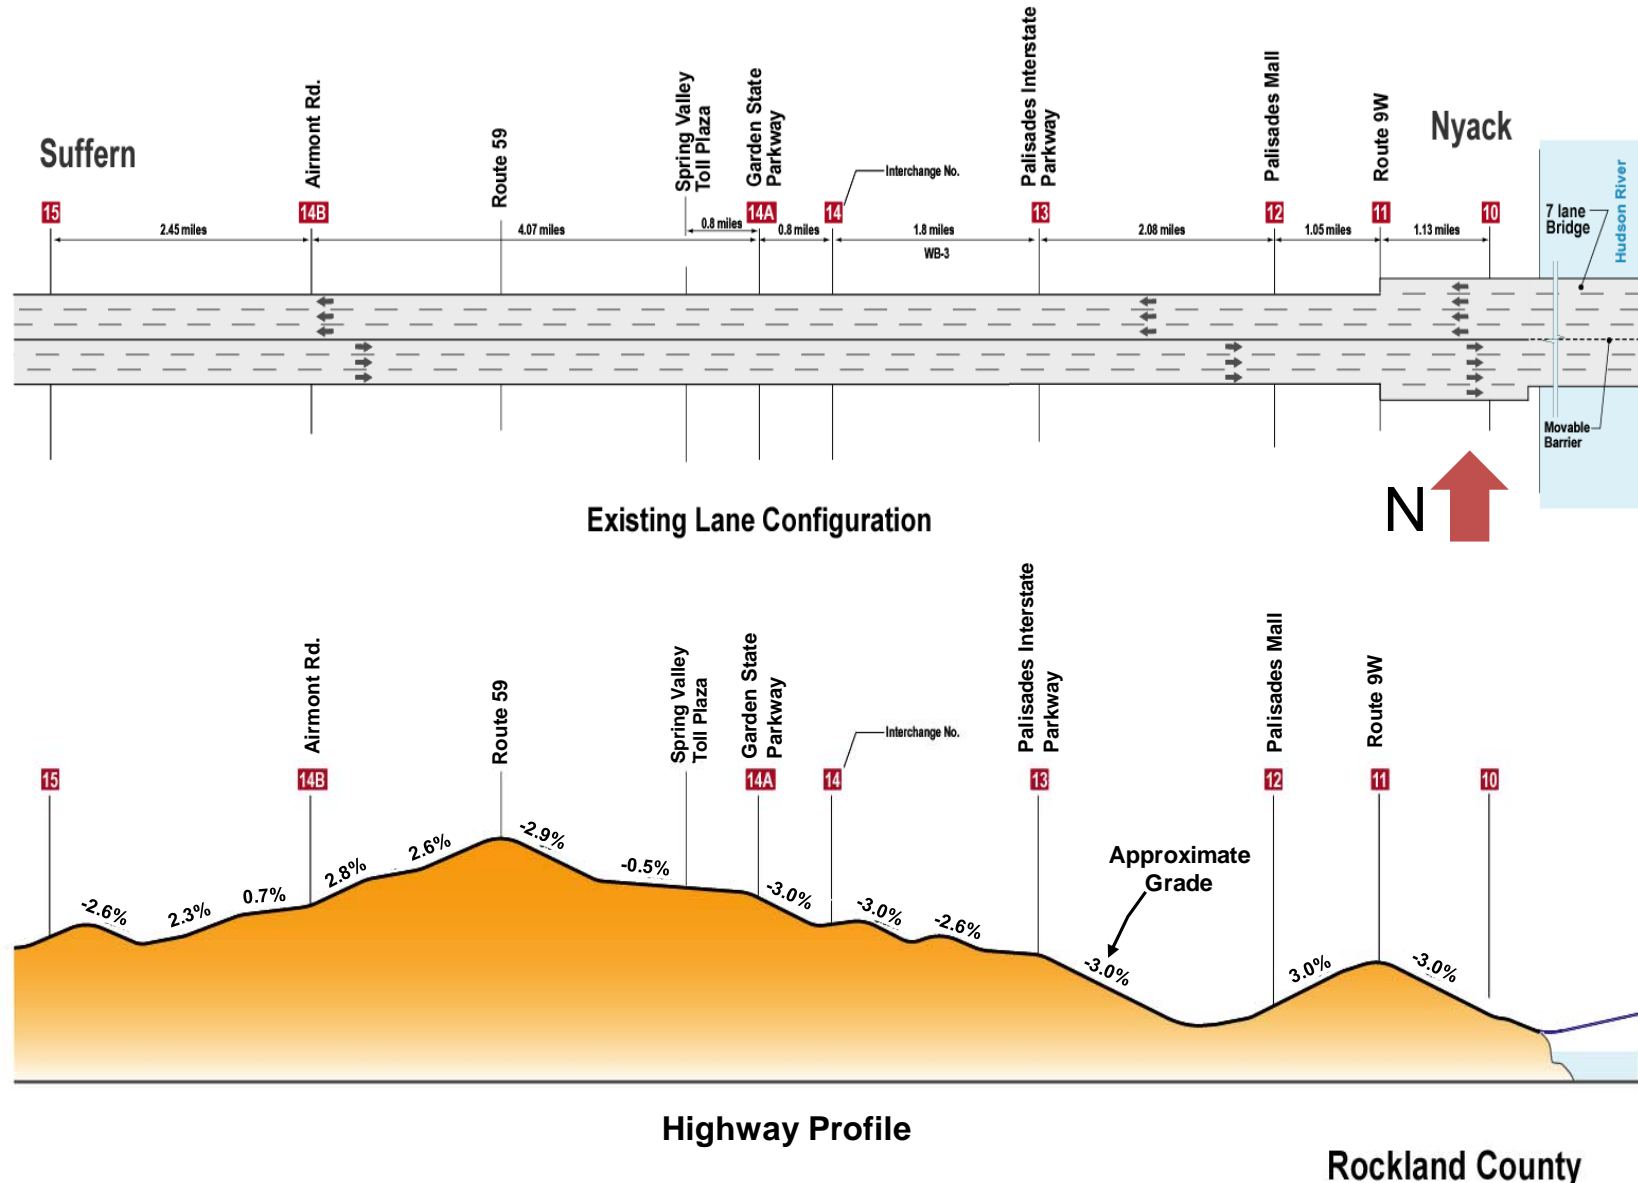 Suffern
Airmont Rd.
Route 59
Spring Valley
Toll Plaza
Garden State
Parkway
Interchange No.
Palisades Interstate
Parkway
Palisades Mall
Route 9W
Nyack
Hudson River
15
14B
14A
14
13
12
11
10
2.45 miles
4.07 miles
0.8 miles
0.8 miles
1.8 miles
WB-3
2.08 miles
1.05 miles
1.13 miles
7 lane
Bridge
Movable
Barrier
N
Existing Lane Configuration
Airmont Rd.
Route 59
Spring Valley
Toll Plaza
Garden State
Parkway
Interchange No.
Palisades Interstate
Parkway
Palisades Mall
Route 9W
15
14B
14A
14
13
12
11
10
-2.6%
2.3%
0.7%
2.8%
2.6%
-2.9%
-0.5%
-3.0%
-3.0%
-2.6%
Approximate
Grade
-3.0%
3.0%
-3.0%
Highway Profile
Rockland County